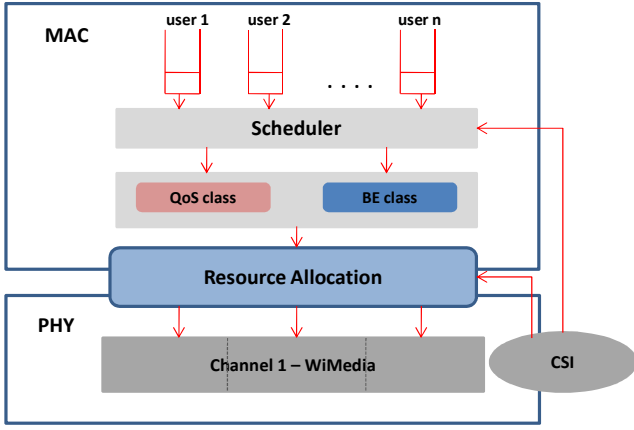 user 1 user 2 user n
MAC
. . . .
Scheduler
QoS class BE class
Resource Allocation
PHY
Channel 1 – WiMedia
CSI